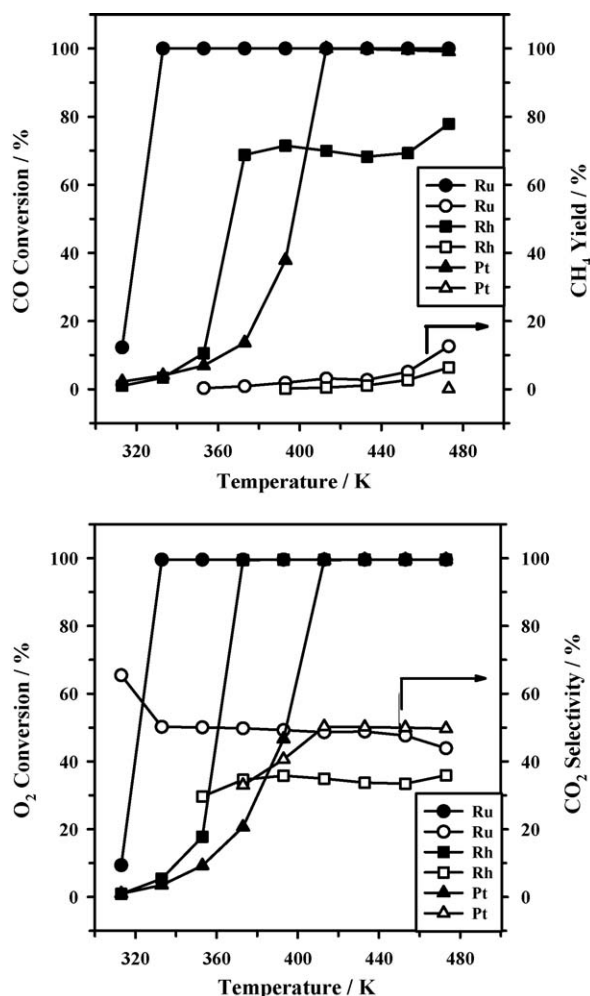 100
100
80
80
60
60
40
40
20
20
0
0
CO Conversion / %
CH₄ Yield / %
Ru
Ru
Rh
Rh
Pt
Pt
320
360
400
440
480
Temperature / K
100
100
80
80
60
60
40
40
20
20
0
0
O₂ Conversion / %
CO₂ Selectivity / %
Ru
Ru
Rh
Rh
Pt
Pt
320
360
400
440
480
Temperature / K